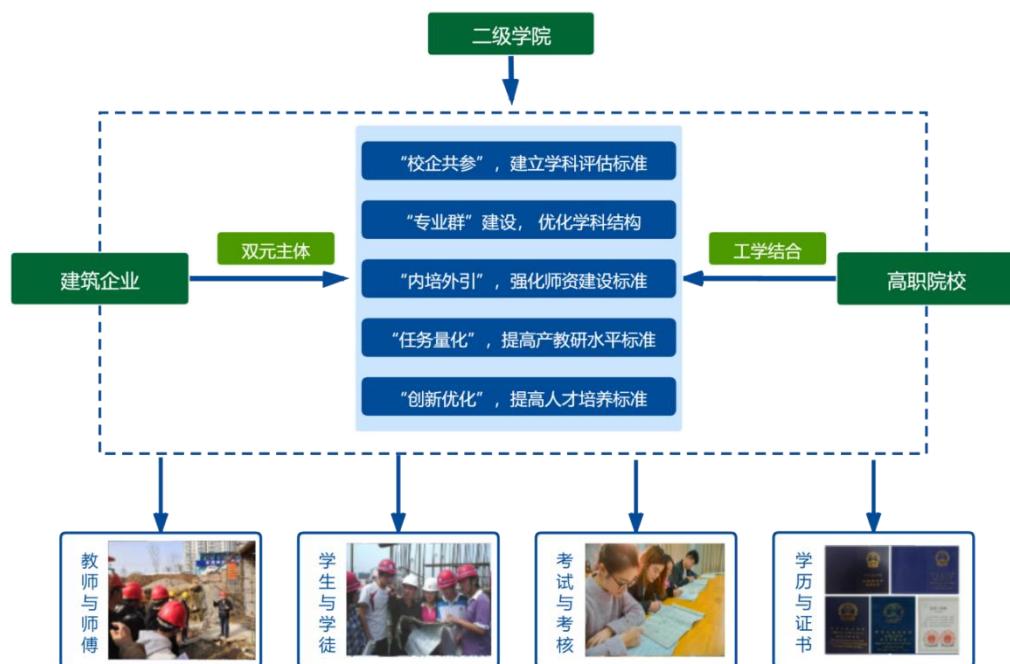 二级学院
“校企共参”，建立学科评估标准
“专业群”建设， 优化学科结构
双元主体
工学结合
建筑企业
“内培外引”，强化师资建设标准
高职院校
“任务量化”，提高产教研水平标准
“创新优化”，提高人才培养标准
教师与师傅
学生与学徒
考试与考核
学历与证书